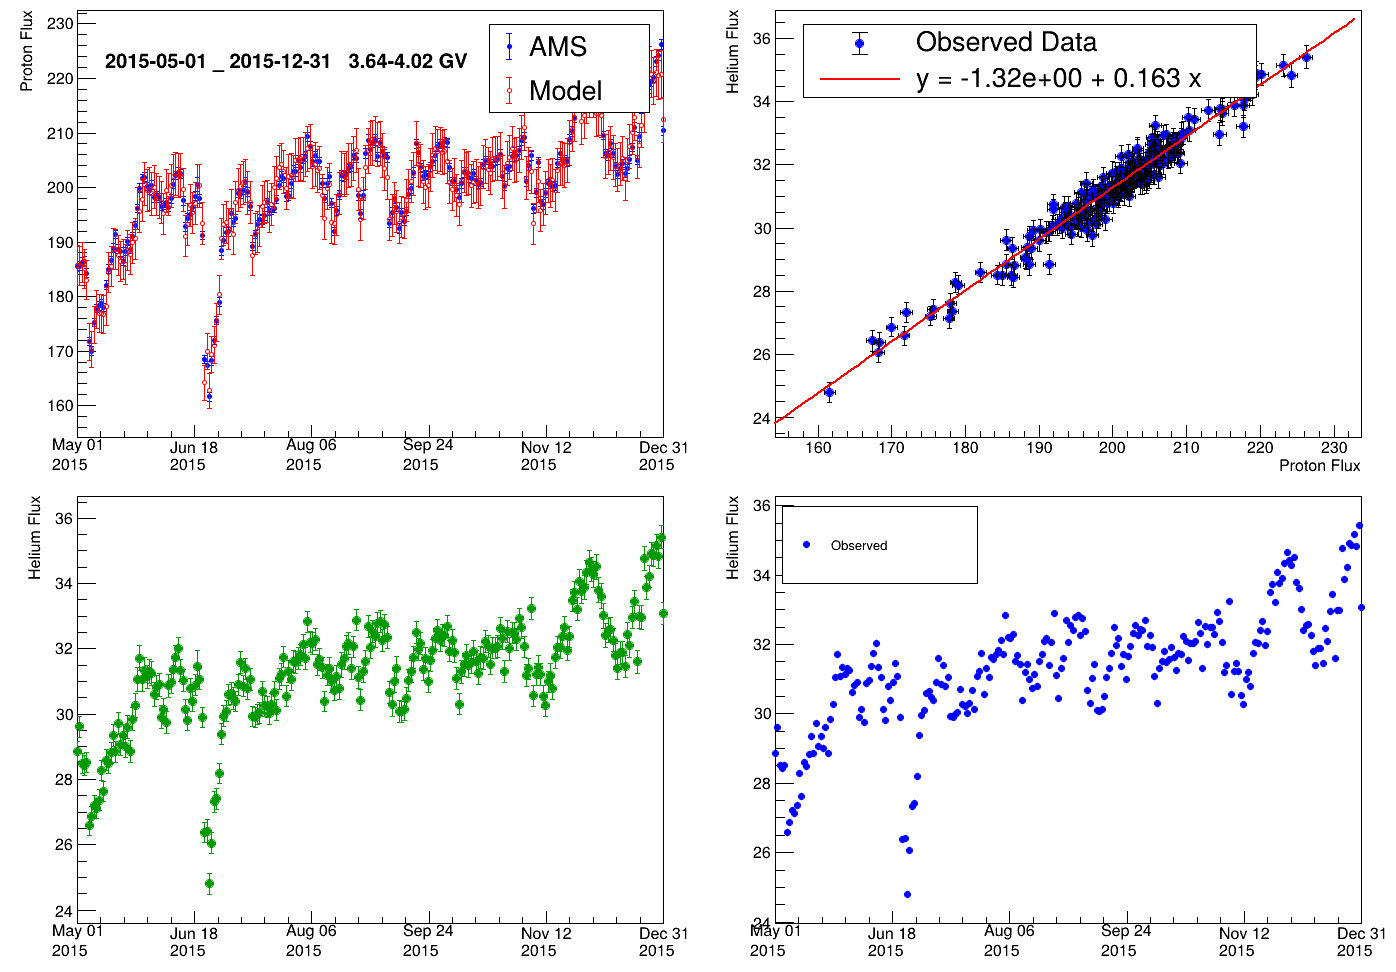 Proton Flux
230
220
210
200
190
180
170
160
2015-05-01 _ 2015-12-31 3.64-4.02 GV
AMS
Model
May 01
2015
Jun 18
2015
Aug 06
2015
Sep 24
2015
Nov 12
2015
Dec 31
2015
Helium Flux
36
34
32
30
28
26
24
Observed Data
y = -1.32e+00 + 0.163 x
160 170 180 190 200 210 220 230
Proton Flux
Helium Flux
36
34
32
30
28
26
24
May 01
2015
Jun 18
2015
Aug 06
2015
Sep 24
2015
Nov 12
2015
Dec 31
2015
Helium Flux
36
34
32
30
28
26
24
Observed
May 01
2015
Jun 18
2015
Aug 06
2015
Sep 24
2015
Nov 12
2015
Dec 31
2015